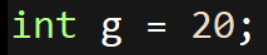 int g = 20;